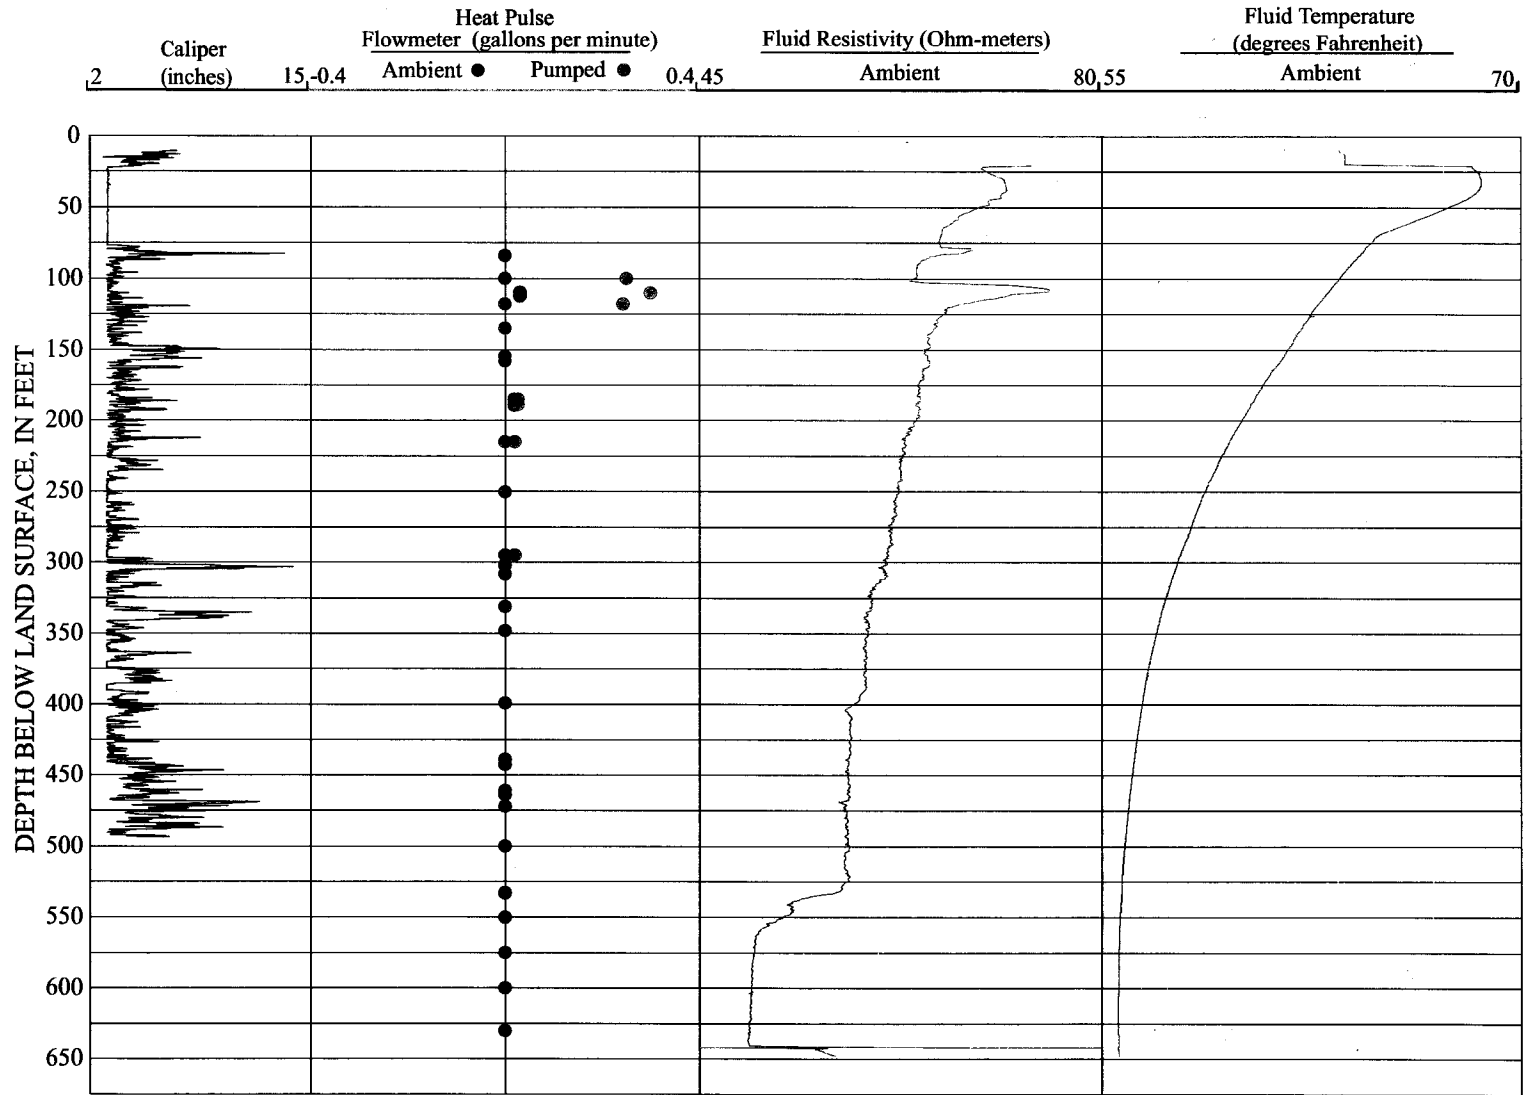 Caliper
(inches)
2 15
Heat Pulse
Flowmeter (gallons per minute)
Ambient ● Pumped ●
-0.4 0.4
Fluid Resistivity (Ohm-meters)
Ambient
45 80
Fluid Temperature
(degrees Fahrenheit)
Ambient
55 70
DEPTH BELOW LAND SURFACE, IN FEET
0
50
100
150
200
250
300
350
400
450
500
550
600
650